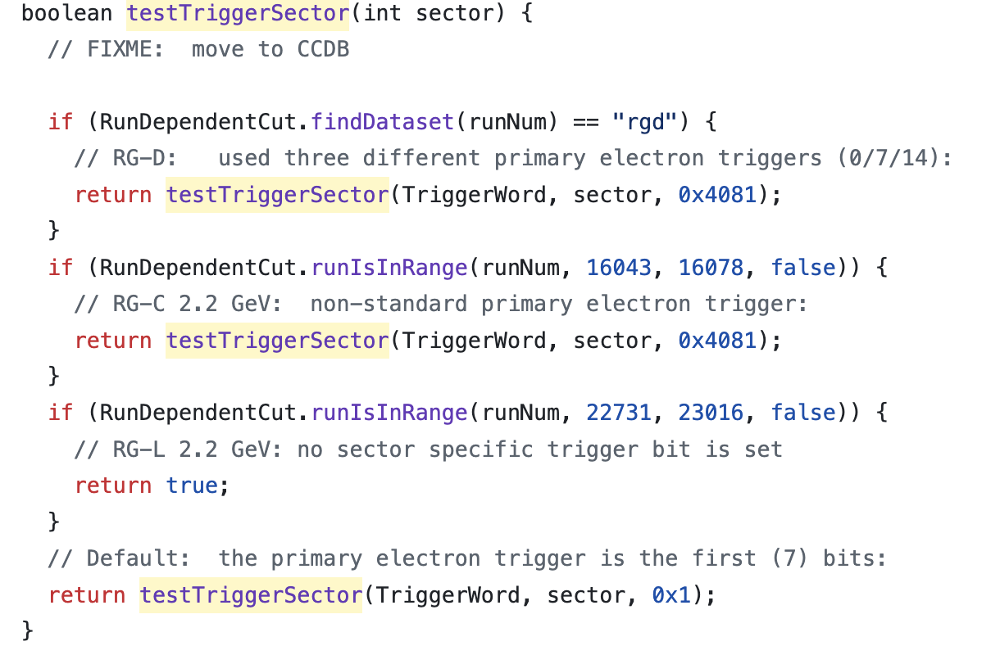 boolean testTriggerSector(int sector) {
  // FIXME:  move to CCDB

  if (RunDependentCut.findDataset(runNum) == "rgd") {
    // RG-D:   used three different primary electron triggers (0/7/14):
    return testTriggerSector(TriggerWord, sector, 0x4081);
  }
  if (RunDependentCut.runIsInRange(runNum, 16043, 16078, false)) {
    // RG-C 2.2 GeV:  non-standard primary electron trigger:
    return testTriggerSector(TriggerWord, sector, 0x4081);
  }
  if (RunDependentCut.runIsInRange(runNum, 22731, 23016, false)) {
    // RG-L 2.2 GeV: no sector specific trigger bit is set
    return true;
  }
  // Default:  the primary electron trigger is the first (7) bits:
  return testTriggerSector(TriggerWord, sector, 0x1);
}